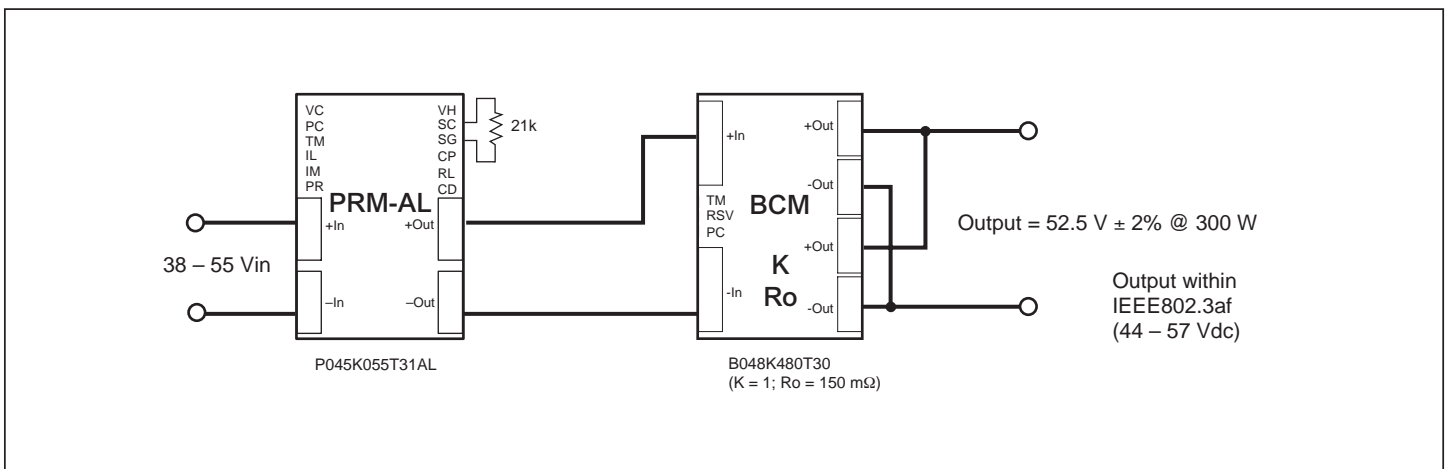 VC
PC
TM
IL
IM
PR
VH
SC
SG
CP
RL
CD
21k
PRM-AL
+In
+Out
–In
–Out
38 – 55 Vin
P045K055T31AL
+In
TM
RSV
PC
-In
BCM
K
Ro
+Out
-Out
+Out
-Out
B048K480T30
(K = 1; Ro = 150 mΩ)
Output = 52.5 V ± 2% @ 300 W
Output within
IEEE802.3af
(44 – 57 Vdc)